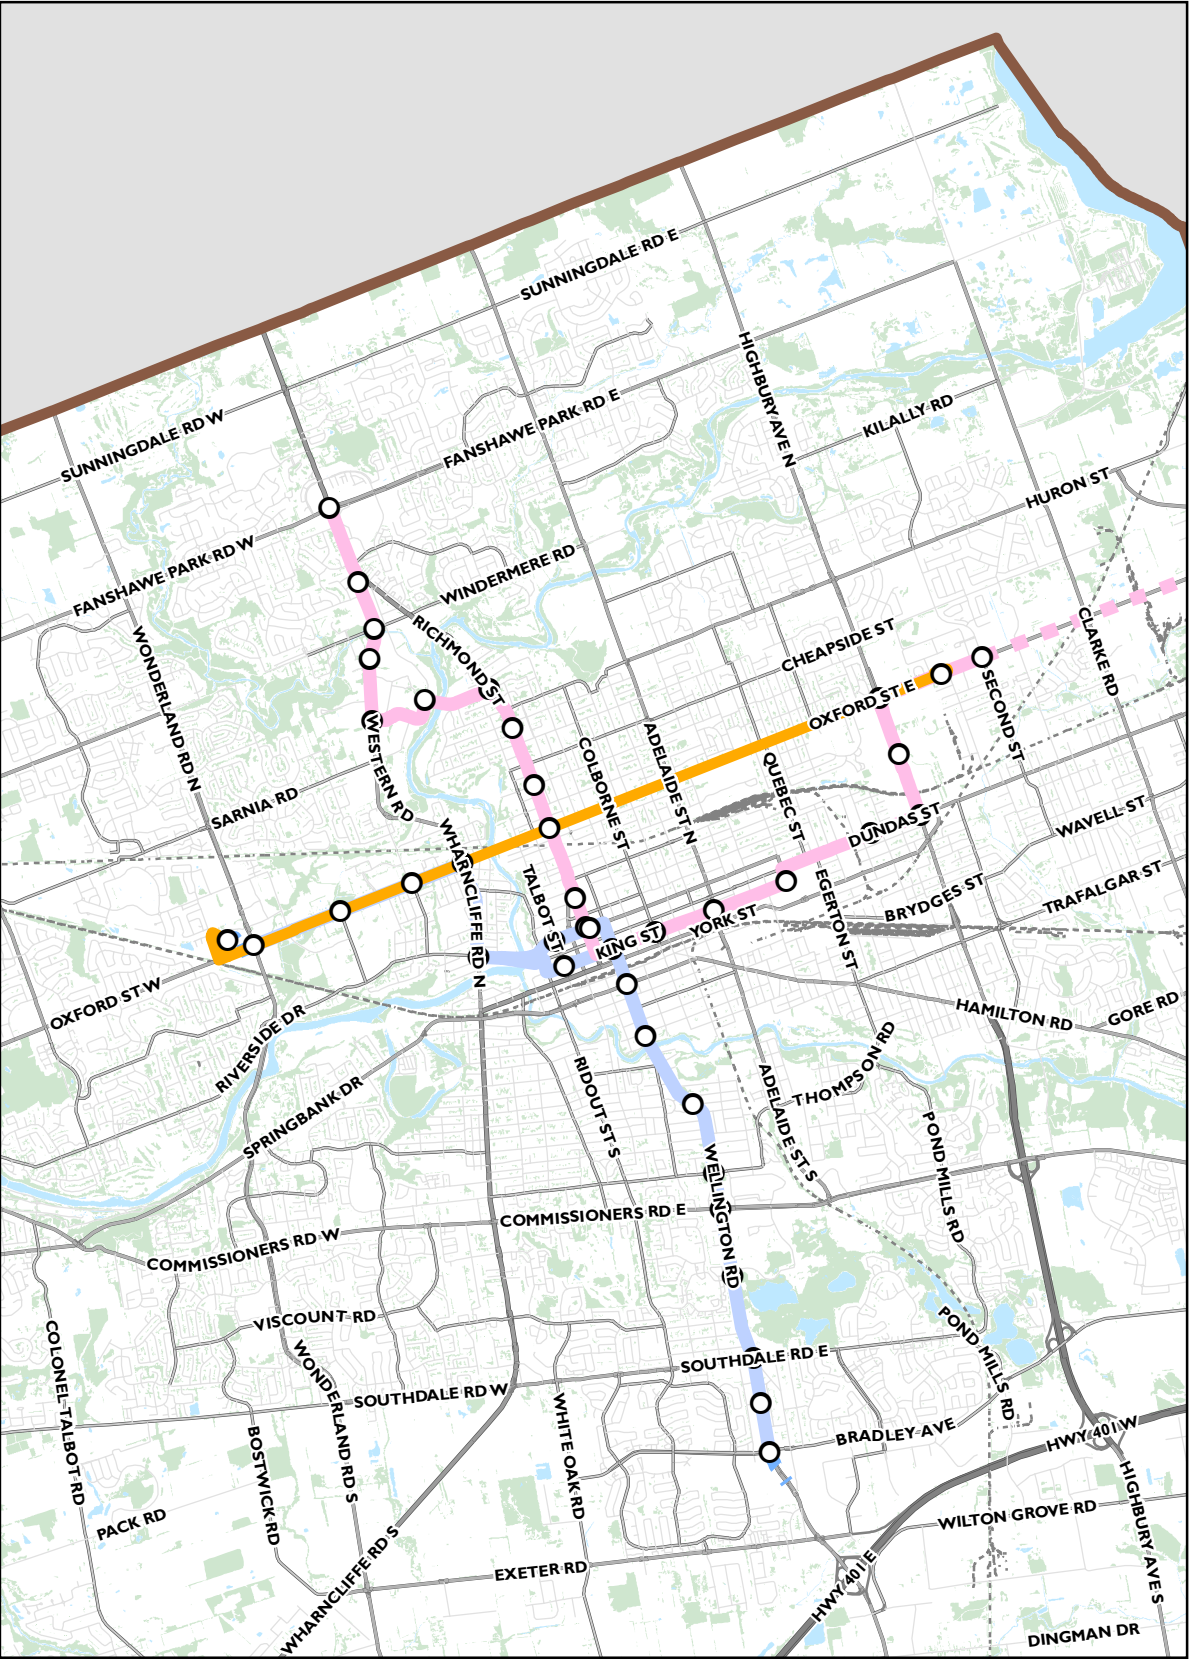 SUNNINGDALE RD E
HIGHBURY AVE N
SUNNINGDALE RD W
FANSHAWE PARK RD E
KILALLY RD
HURON ST
FANSHAWE PARK RD W
WINDERMERE RD
RICHMOND ST
CHEAPSIDE ST
CLARKE RD
WONDERLAND RD N
OXFORD ST E
SECOND ST
WESTERN RD
COLBORNE ST
ADELAIDE ST N
QUEBEC ST
SARNIA RD
DUNDAS ST
WAVELL ST
WHARNCLIFFE RD N
TALBOT ST
EGERTON ST
BRYDGES ST
TRAFALGAR ST
KING ST
YORK ST
OXFORD ST W
RIVERSIDE DR
HAMILTON RD
GORE RD
SPRINGBANK DR
RIDOUT ST S
ADELAIDE ST S
THOMPSON RD
POND MILLS RD
WELLINGTON RD
COMMISSIONERS RD E
COMMISSIONERS RD W
VISCOUNT RD
COLONEL TALBOT RD
WONDERLAND RD S
SOUTHDALE RD E
POND MILLS RD
SOUTHDALE RD W
WHITE OAK RD
BOSTWICK RD
BRADLEY AVE
HWY 401 W
HIGHBURY AVE S
PACK RD
WILTON GROVE RD
WHARNCLIFFE RD S
EXETER RD
HWY 401 E
DINGMAN DR